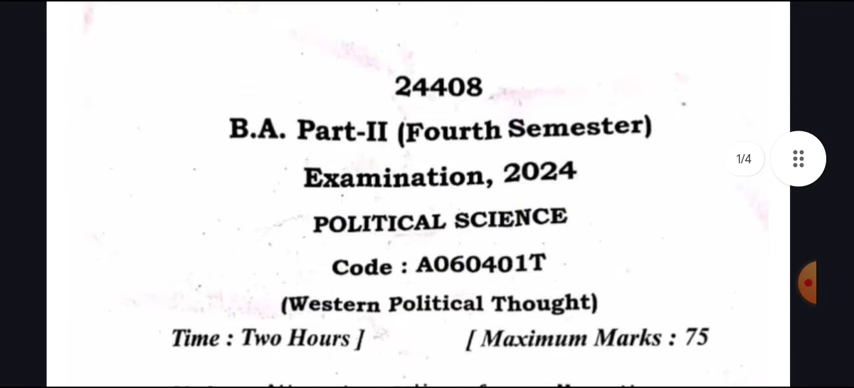 24408
B.A. Part-II (Fourth Semester)
Examination, 2024
1/4
POLITICAL SCIENCE
Code : A060401T
(Western Political Thought)
Time : Two Hours ] [ Maximum Marks : 75